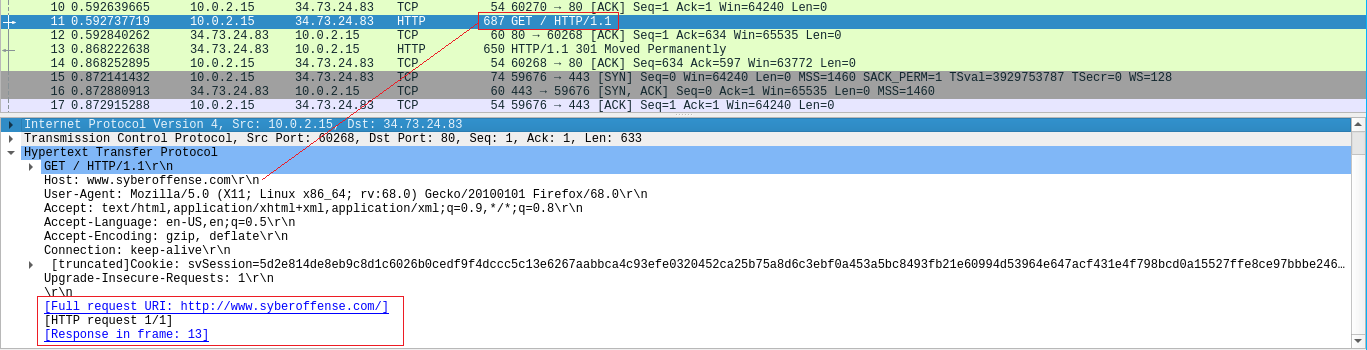 10 0.592639665 10.0.2.15 34.73.24.83 TCP 54 60270 → 80 [ACK] Seq=1 Ack=1 Win=64240 Len=0
11 0.592737719 10.0.2.15 34.73.24.83 HTTP 687 GET / HTTP/1.1
12 0.592840262 34.73.24.83 10.0.2.15 TCP 60 80 → 60268 [ACK] Seq=1 Ack=634 Win=65535 Len=0
13 0.868222638 34.73.24.83 10.0.2.15 HTTP 650 HTTP/1.1 301 Moved Permanently
14 0.868252895 10.0.2.15 34.73.24.83 TCP 54 60268 → 80 [ACK] Seq=634 Ack=597 Win=63772 Len=0
15 0.872141432 10.0.2.15 34.73.24.83 TCP 74 59676 → 443 [SYN] Seq=0 Win=64240 Len=0 MSS=1460 SACK_PERM=1 TSval=3929753787 TSecr=0 WS=128
16 0.872880913 34.73.24.83 10.0.2.15 TCP 60 443 → 59676 [SYN, ACK] Seq=0 Ack=1 Win=65535 Len=0 MSS=1460
17 0.872915288 10.0.2.15 34.73.24.83 TCP 54 59676 → 443 [ACK] Seq=1 Ack=1 Win=64240 Len=0
Internet Protocol Version 4, Src: 10.0.2.15, Dst: 34.73.24.83
Transmission Control Protocol, Src Port: 60268, Dst Port: 80, Seq: 1, Ack: 1, Len: 633
Hypertext Transfer Protocol
GET / HTTP/1.1\r\n
Host: www.syberoffense.com\r\n
User-Agent: Mozilla/5.0 (X11; Linux x86_64; rv:68.0) Gecko/20100101 Firefox/68.0\r\n
Accept: text/html,application/xhtml+xml,application/xml;q=0.9,*/*;q=0.8\r\n
Accept-Language: en-US,en;q=0.5\r\n
Accept-Encoding: gzip, deflate\r\n
Connection: keep-alive\r\n
[truncated]Cookie: svSession=5d2e814de8eb9c8d1c6026b0cedf9f4dccc5c13e6267aabbca4c93efe0320452ca25b75a8d6c3ebf0a453a5bc8493fb21e60994d53964e647acf431e4f798bcd0a15527ffe8ce97bbbe246…
Upgrade-Insecure-Requests: 1\r\n
\r\n
[Full request URI: http://www.syberoffense.com/]
[HTTP request 1/1]
[Response in frame: 13]